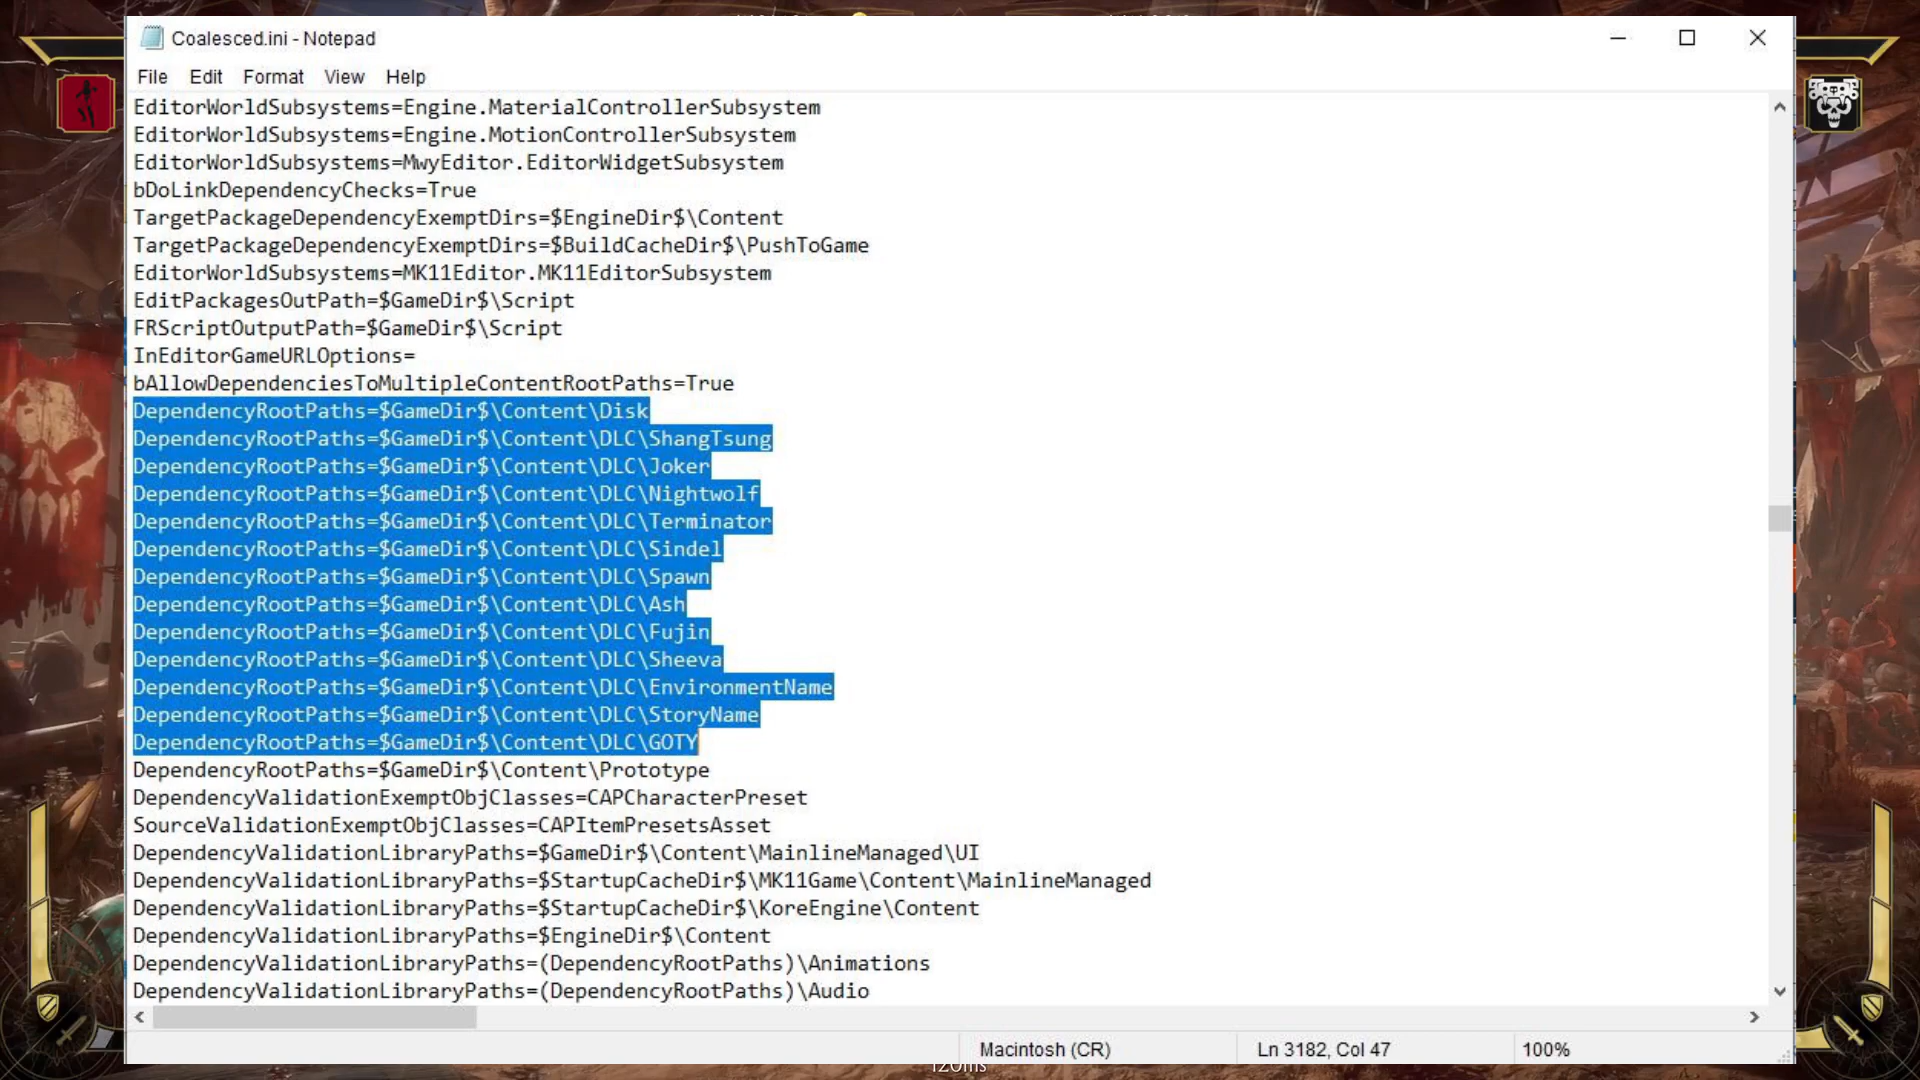 Coalesced.ini - Notepad
File Edit Format View Help
EditorWorldSubsystems=Engine.MaterialControllerSubsystem
EditorWorldSubsystems=Engine.MotionControllerSubsystem
EditorWorldSubsystems=MwyEditor.EditorWidgetSubsystem
bDoLinkDependencyChecks=True
TargetPackageDependencyExemptDirs=$EngineDir$\Content
TargetPackageDependencyExemptDirs=$BuildCacheDir$\PushToGame
EditorWorldSubsystems=MK11Editor.MK11EditorSubsystem
EditPackagesOutPath=$GameDir$\Script
FRScriptOutputPath=$GameDir$\Script
InEditorGameURLOptions=
bAllowDependenciesToMultipleContentRootPaths=True
DependencyRootPaths=$GameDir$\Content\Disk
DependencyRootPaths=$GameDir$\Content\DLC\ShangTsung
DependencyRootPaths=$GameDir$\Content\DLC\Joker
DependencyRootPaths=$GameDir$\Content\DLC\Nightwolf
DependencyRootPaths=$GameDir$\Content\DLC\Terminator
DependencyRootPaths=$GameDir$\Content\DLC\Sindel
DependencyRootPaths=$GameDir$\Content\DLC\Spawn
DependencyRootPaths=$GameDir$\Content\DLC\Ash
DependencyRootPaths=$GameDir$\Content\DLC\Fujin
DependencyRootPaths=$GameDir$\Content\DLC\Sheeva
DependencyRootPaths=$GameDir$\Content\DLC\EnvironmentName
DependencyRootPaths=$GameDir$\Content\DLC\StoryName
DependencyRootPaths=$GameDir$\Content\DLC\GOTY
DependencyRootPaths=$GameDir$\Content\Prototype
DependencyValidationExemptObjClasses=CAPCharacterPreset
SourceValidationExemptObjClasses=CAPItemPresetsAsset
DependencyValidationLibraryPaths=$GameDir$\Content\MainlineManaged\UI
DependencyValidationLibraryPaths=$StartupCacheDir$\MK11Game\Content\MainlineManaged
DependencyValidationLibraryPaths=$StartupCacheDir$\KoreEngine\Content
DependencyValidationLibraryPaths=$EngineDir$\Content
DependencyValidationLibraryPaths=(DependencyRootPaths)\Animations
DependencyValidationLibraryPaths=(DependencyRootPaths)\Audio
Macintosh (CR) Ln 3182, Col 47 100%
120ms